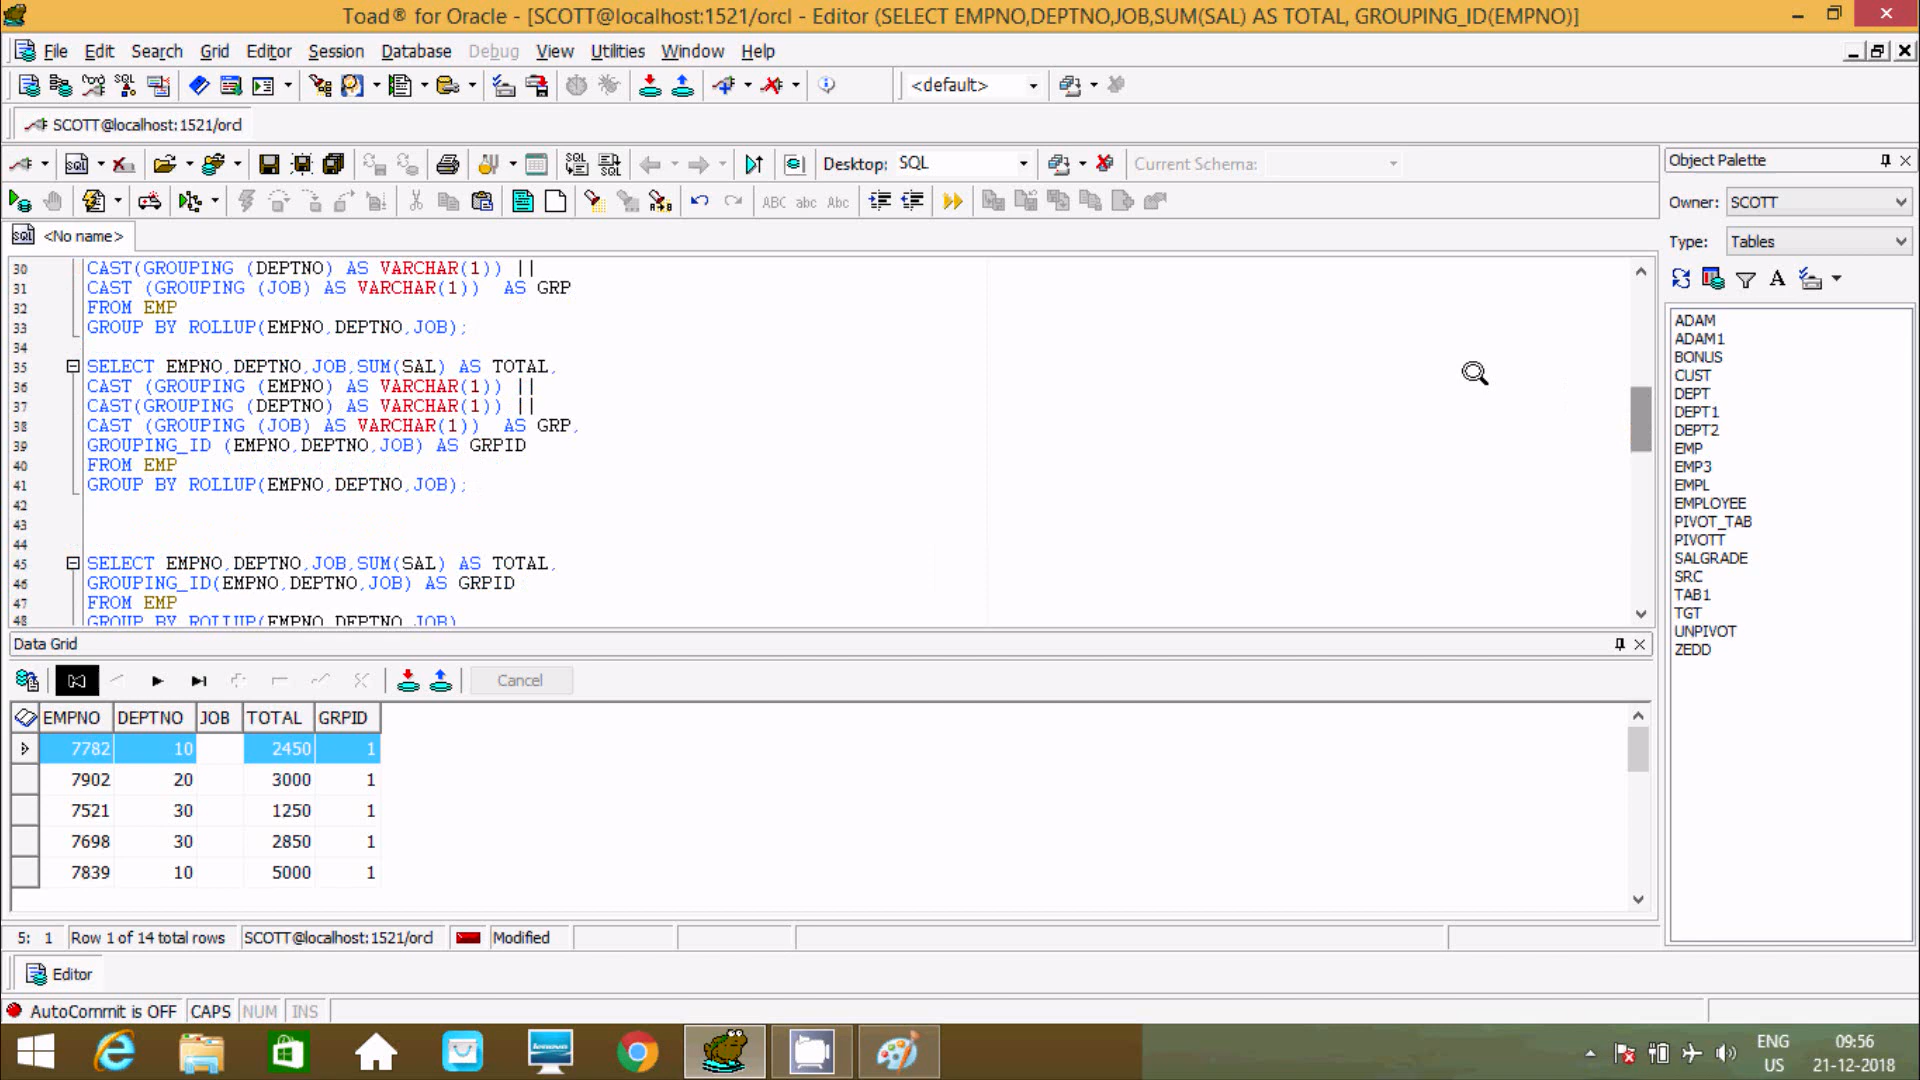 Toad® for Oracle - [SCOTT@localhost:1521/orcl - Editor (SELECT EMPNO,DEPTNO,JOB,SUM(SAL) AS TOTAL, GROUPING_ID(EMPNO)]
File Edit Search Grid Editor Session Database Debug View Utilities Window Help
<default>
SCOTT@localhost:1521/orcl
Desktop: SQL Current Schema:
ABC abc Abc
<No name>
30 CAST(GROUPING (DEPTNO) AS VARCHAR(1)) ||
31 CAST (GROUPING (JOB) AS VARCHAR(1)) AS GRP
32 FROM EMP
33 GROUP BY ROLLUP(EMPNO,DEPTNO,JOB);
34
35 SELECT EMPNO,DEPTNO,JOB,SUM(SAL) AS TOTAL,
36 CAST (GROUPING (EMPNO) AS VARCHAR(1)) ||
37 CAST(GROUPING (DEPTNO) AS VARCHAR(1)) ||
38 CAST (GROUPING (JOB) AS VARCHAR(1)) AS GRP,
39 GROUPING_ID (EMPNO,DEPTNO,JOB) AS GRPID
40 FROM EMP
41 GROUP BY ROLLUP(EMPNO,DEPTNO,JOB);
42
43
44
45 SELECT EMPNO,DEPTNO,JOB,SUM(SAL) AS TOTAL,
46 GROUPING_ID(EMPNO,DEPTNO,JOB) AS GRPID
47 FROM EMP
48 GROUP BY ROLLUP(EMPNO,DEPTNO,JOB)
Data Grid
Cancel
EMPNO DEPTNO JOB TOTAL GRPID
7782 10 2450 1
7902 20 3000 1
7521 30 1250 1
7698 30 2850 1
7839 10 5000 1
5: 1 Row 1 of 14 total rows SCOTT@localhost:1521/orcl Modified
Editor
AutoCommit is OFF CAPS NUM INS
Object Palette
Owner: SCOTT
Type: Tables
ADAM
ADAM1
BONUS
CUST
DEPT
DEPT1
DEPT2
EMP
EMP3
EMPL
EMPLOYEE
PIVOT_TAB
PIVOTT
SALGRADE
SRC
TAB1
TGT
UNPIVOT
ZEDD
ENG
US
09:56
21-12-2018